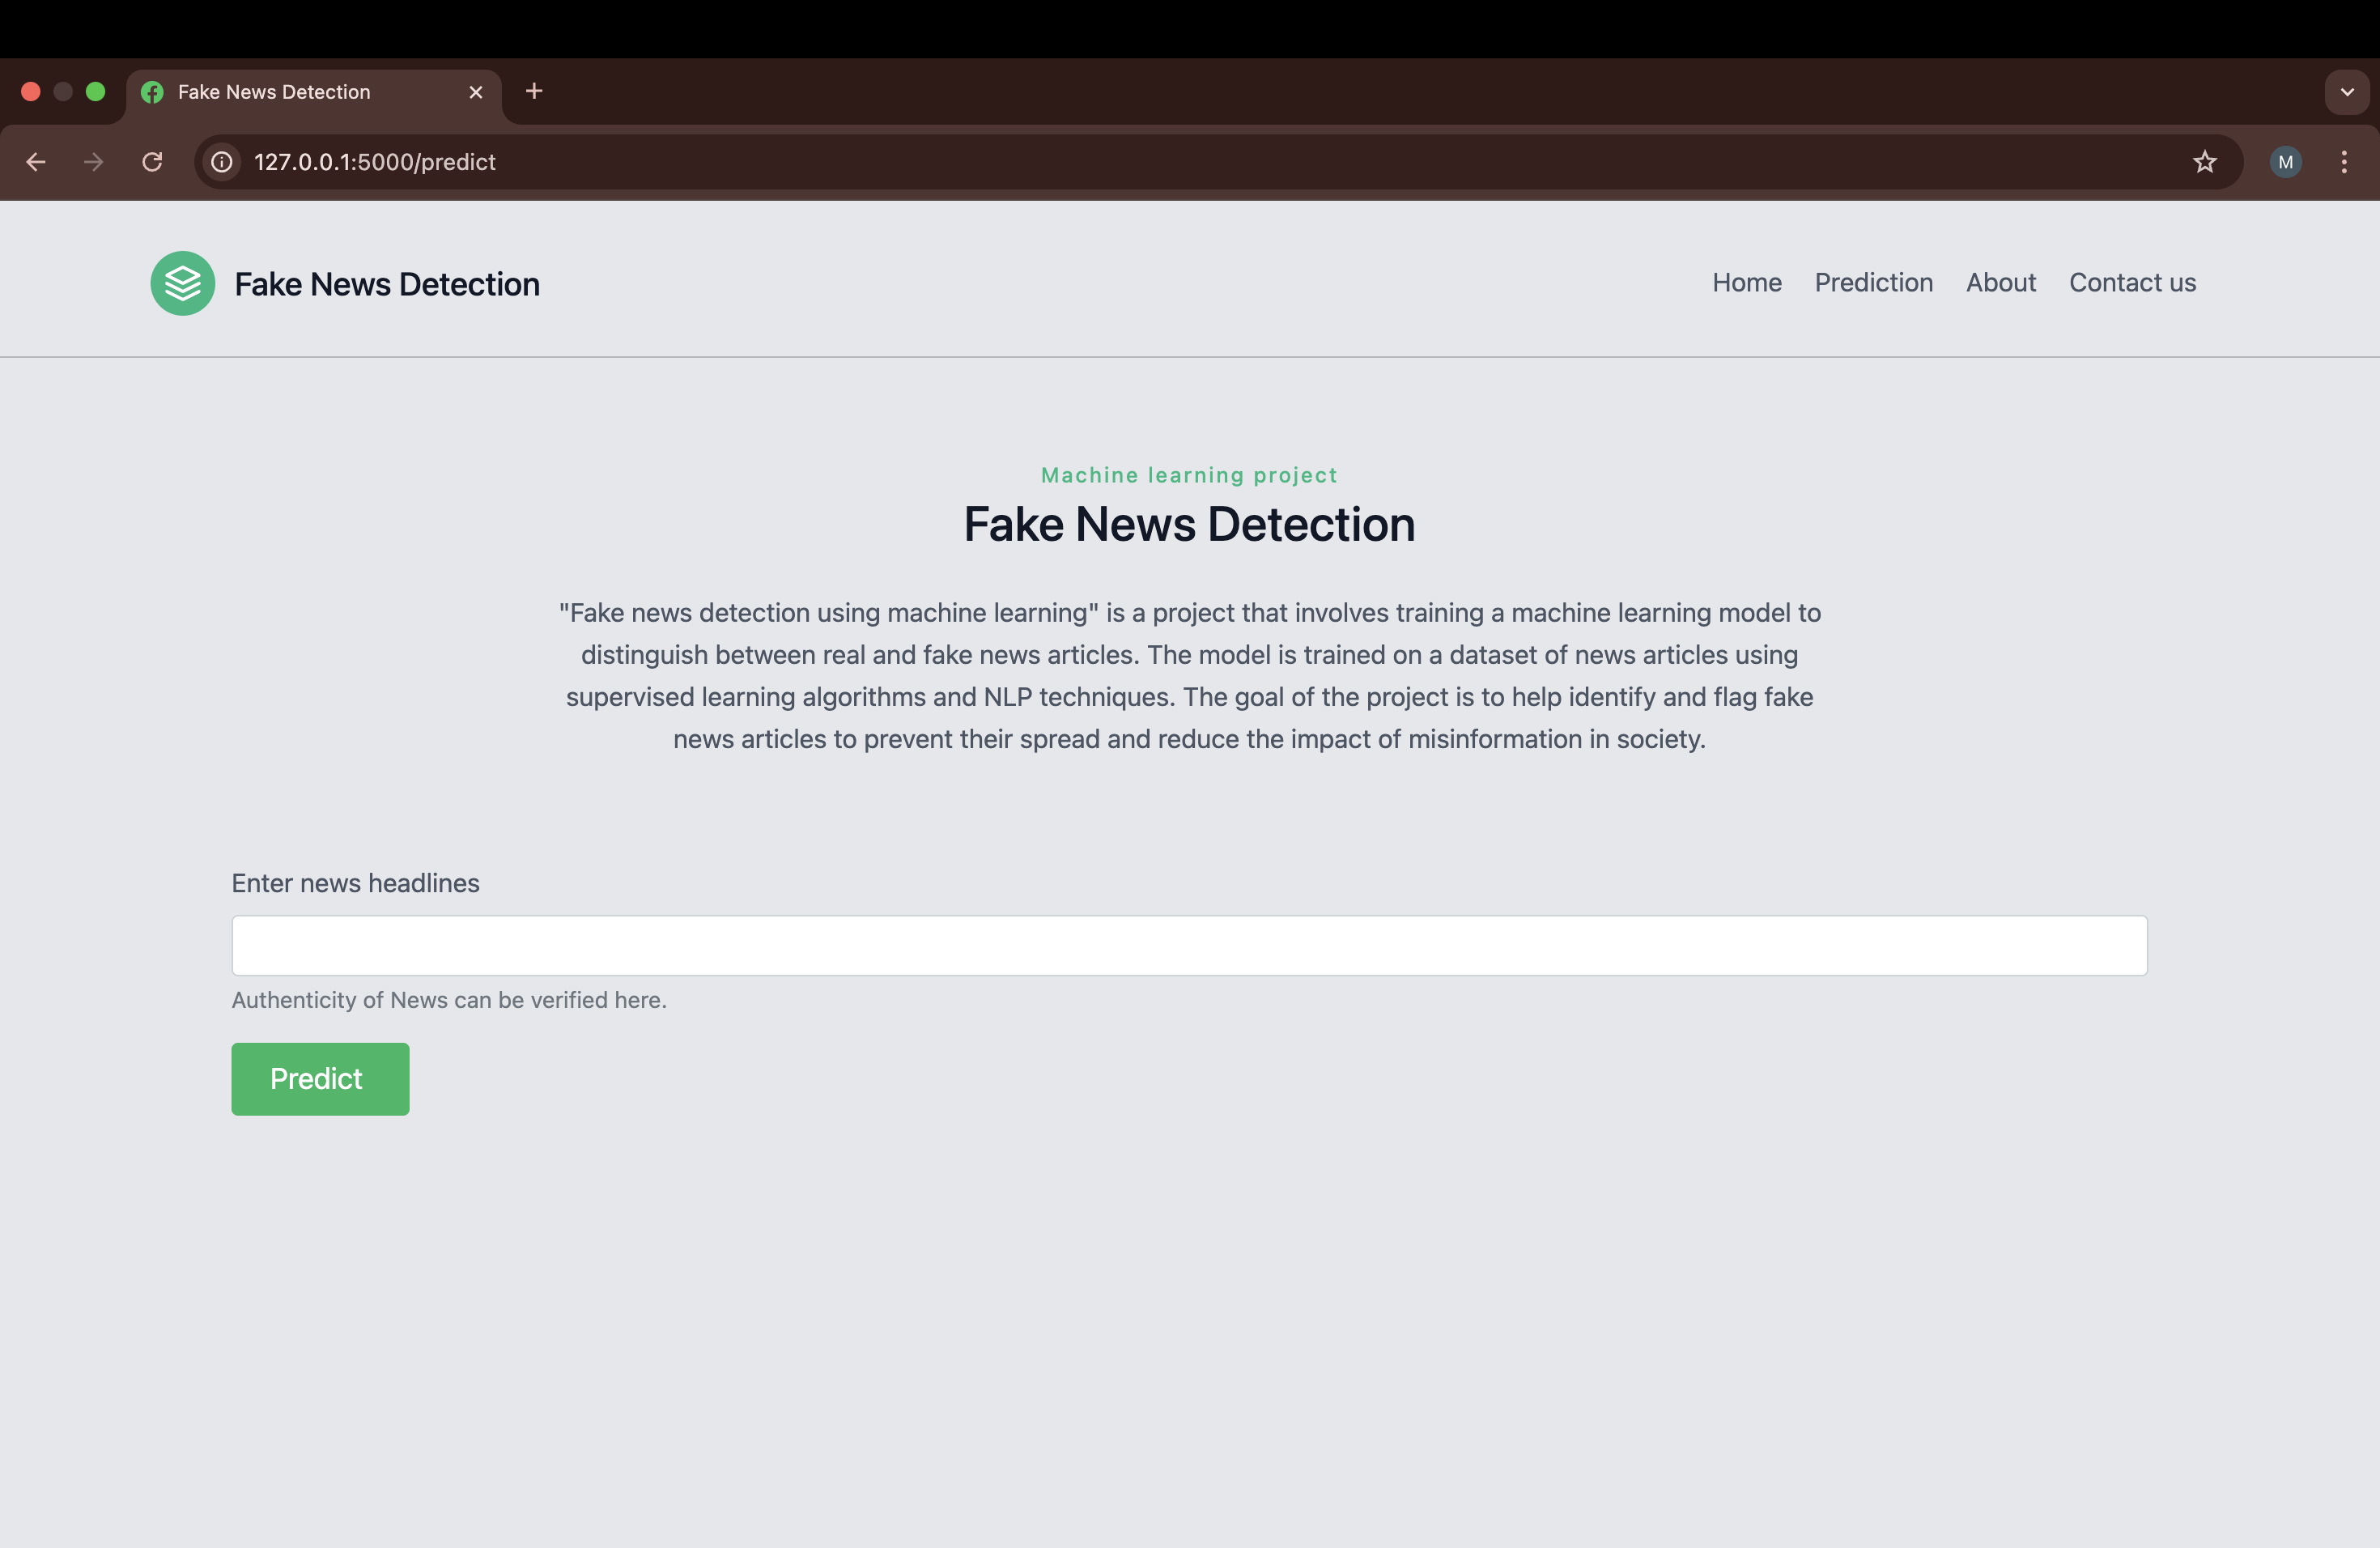 Fake News Detection
127.0.0.1:5000/predict
M
Fake News Detection
Home Prediction About Contact us
Machine learning project
Fake News Detection
"Fake news detection using machine learning" is a project that involves training a machine learning model to
distinguish between real and fake news articles. The model is trained on a dataset of news articles using
supervised learning algorithms and NLP techniques. The goal of the project is to help identify and flag fake
news articles to prevent their spread and reduce the impact of misinformation in society.
Enter news headlines
Authenticity of News can be verified here.
Predict